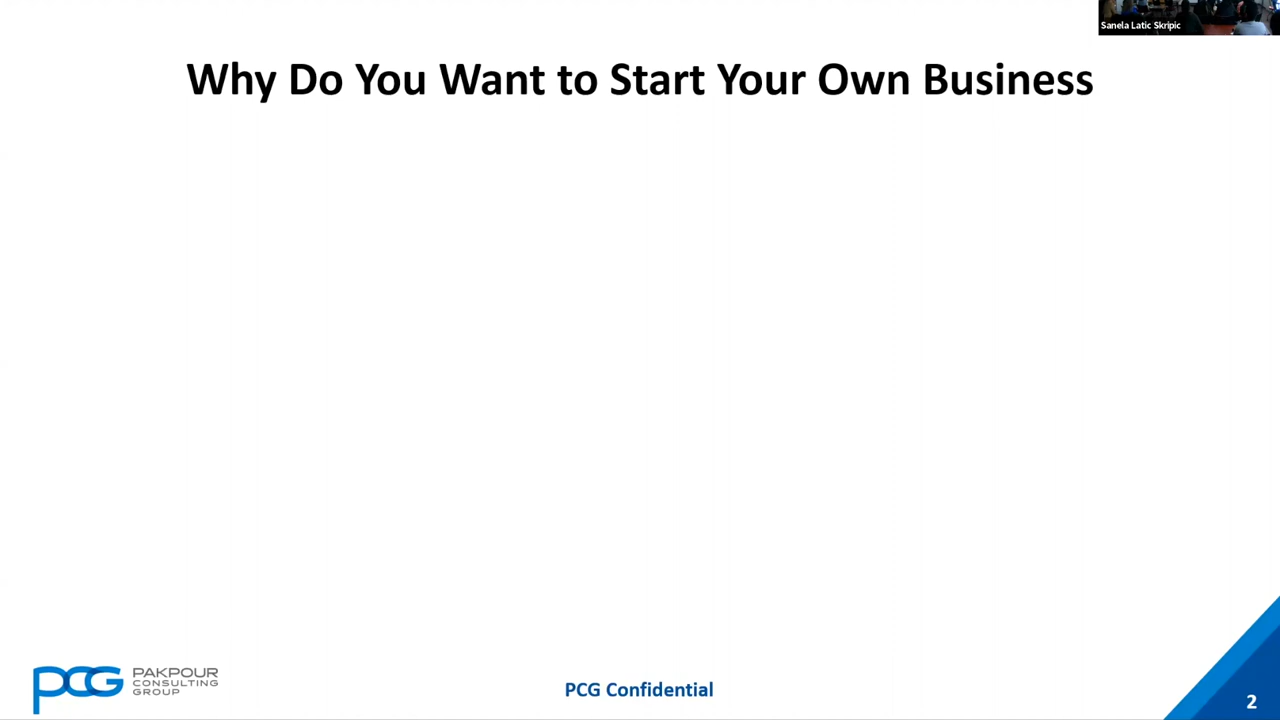 Sanela Latic Skripic
Why Do You Want to Start Your Own Business
PCG PAKPOUR
CONSULTING
GROUP
PCG Confidential
2